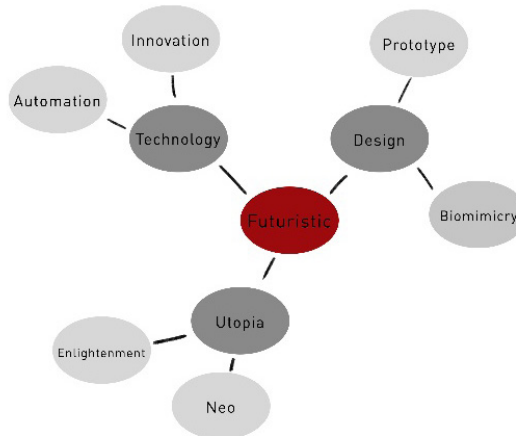 Innovation
Prototype
Automation
Technology
Design
Futuristic
Biomimicry
Utopia
Enlightenment
Neo